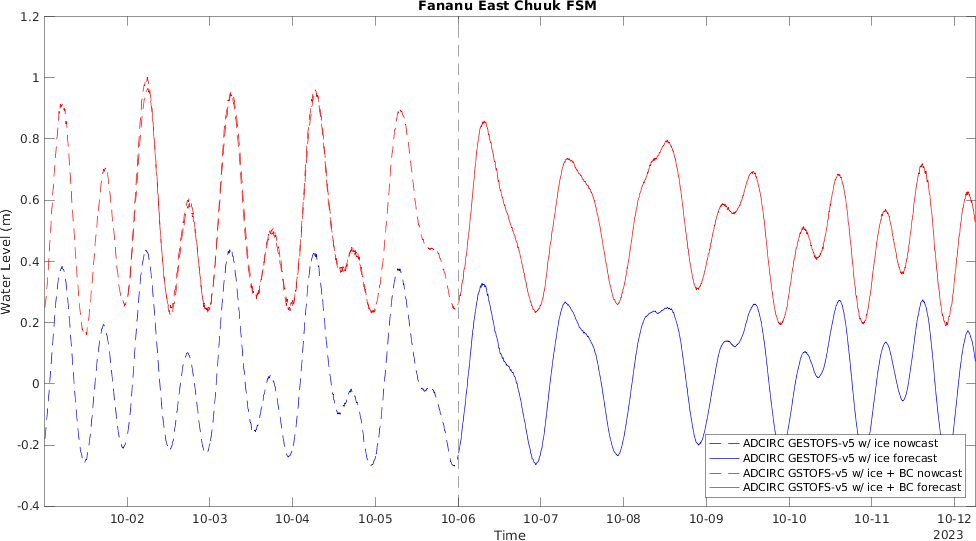 Fananu East Chuuk FSM
1.2
1
0.8
0.6
0.4
0.2
0
-0.2
-0.4
Water Level (m)
ADCIRC GESTOFS-v5 w/ ice nowcast
ADCIRC GESTOFS-v5 w/ ice forecast
ADCIRC GSTOFS-v5 w/ ice + BC nowcast
ADCIRC GSTOFS-v5 w/ ice + BC forecast
10-02 10-03 10-04 10-05 10-06 10-07 10-08 10-09 10-10 10-11 10-12
Time 2023